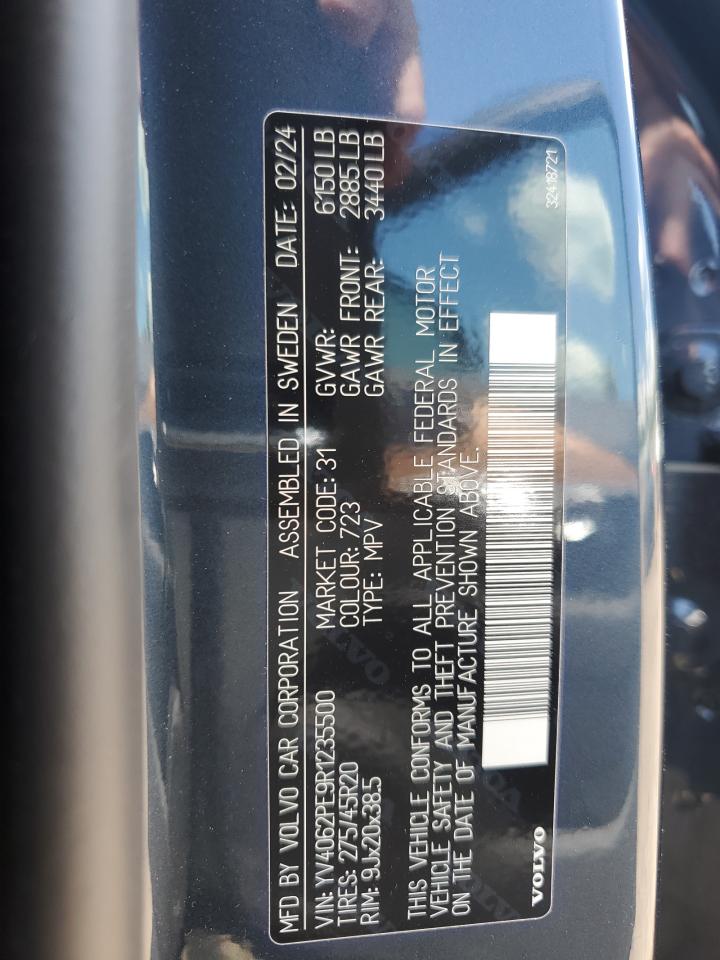 MFD BY VOLVO CAR CORPORATION ASSEMBLED IN SWEDEN DATE: 02/24
VIN: YV4062PE9R1235500 MARKET CODE: 31 GVWR: 6150 LB
TIRES: 275/45R20 COLOUR: 723 GAWR FRONT: 2885 LB
RIM: 9Jx20x38.5 TYPE: MPV GAWR REAR: 3440 LB
THIS VEHICLE CONFORMS TO ALL APPLICABLE FEDERAL MOTOR
VEHICLE SAFETY AND THEFT PREVENTION STANDARDS IN EFFECT
ON THE DATE OF MANUFACTURE SHOWN ABOVE.
VOLVO
32418721